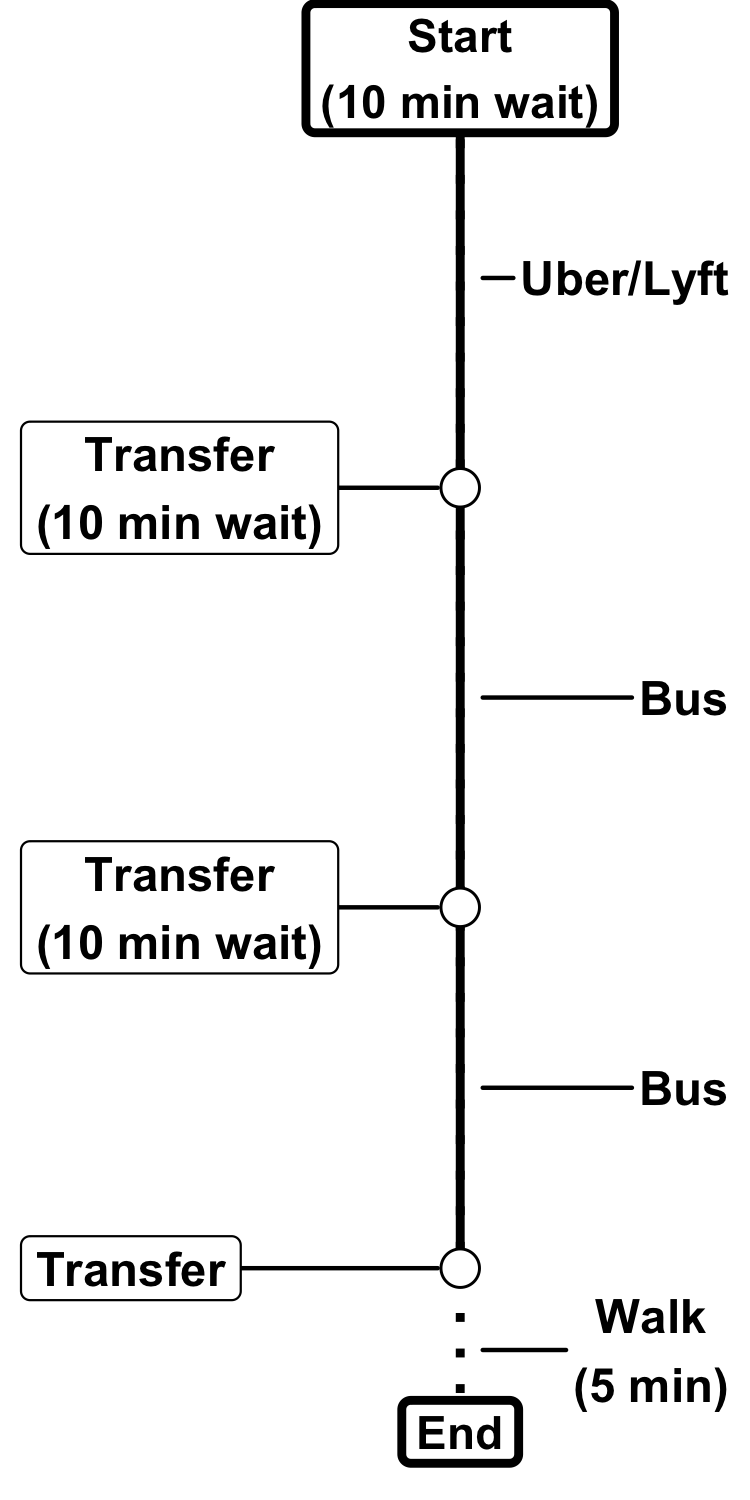 Start
(10 min wait)
Uber/Lyft
Transfer
(10 min wait)
Bus
Transfer
(10 min wait)
Bus
Transfer
Walk
(5 min)
End